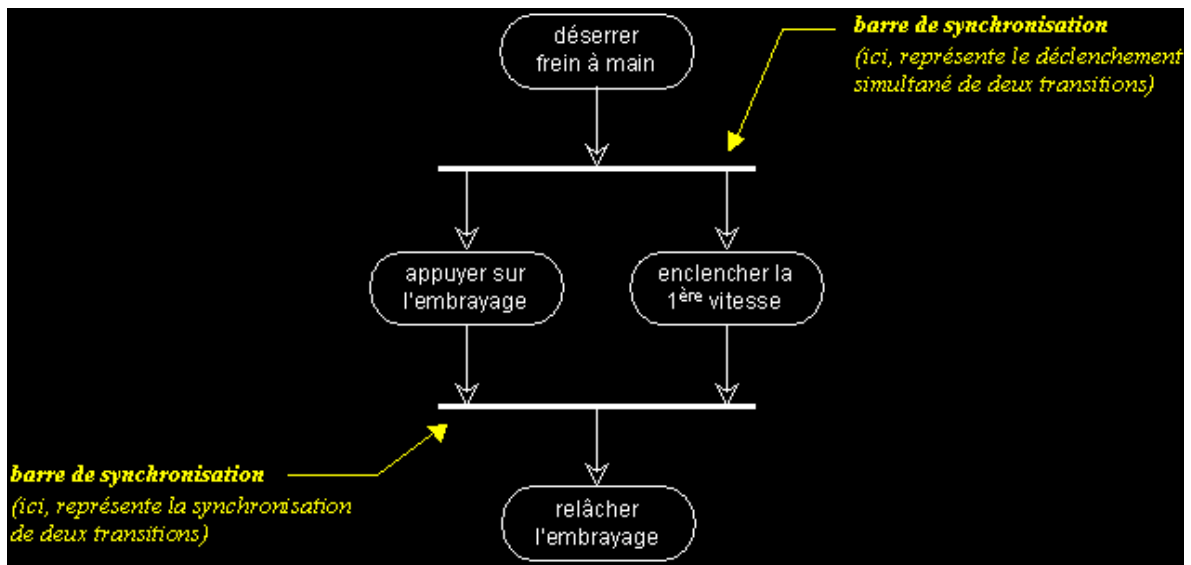 déserrer
frein à main
barre de synchronisation
(ici, représente le déclenchement
simultané de deux transitions)
appuyer sur
l'embrayage
enclencher la
1ère vitesse
barre de synchronisation
(ici, représente la synchronisation
de deux transitions)
relâcher
l'embrayage